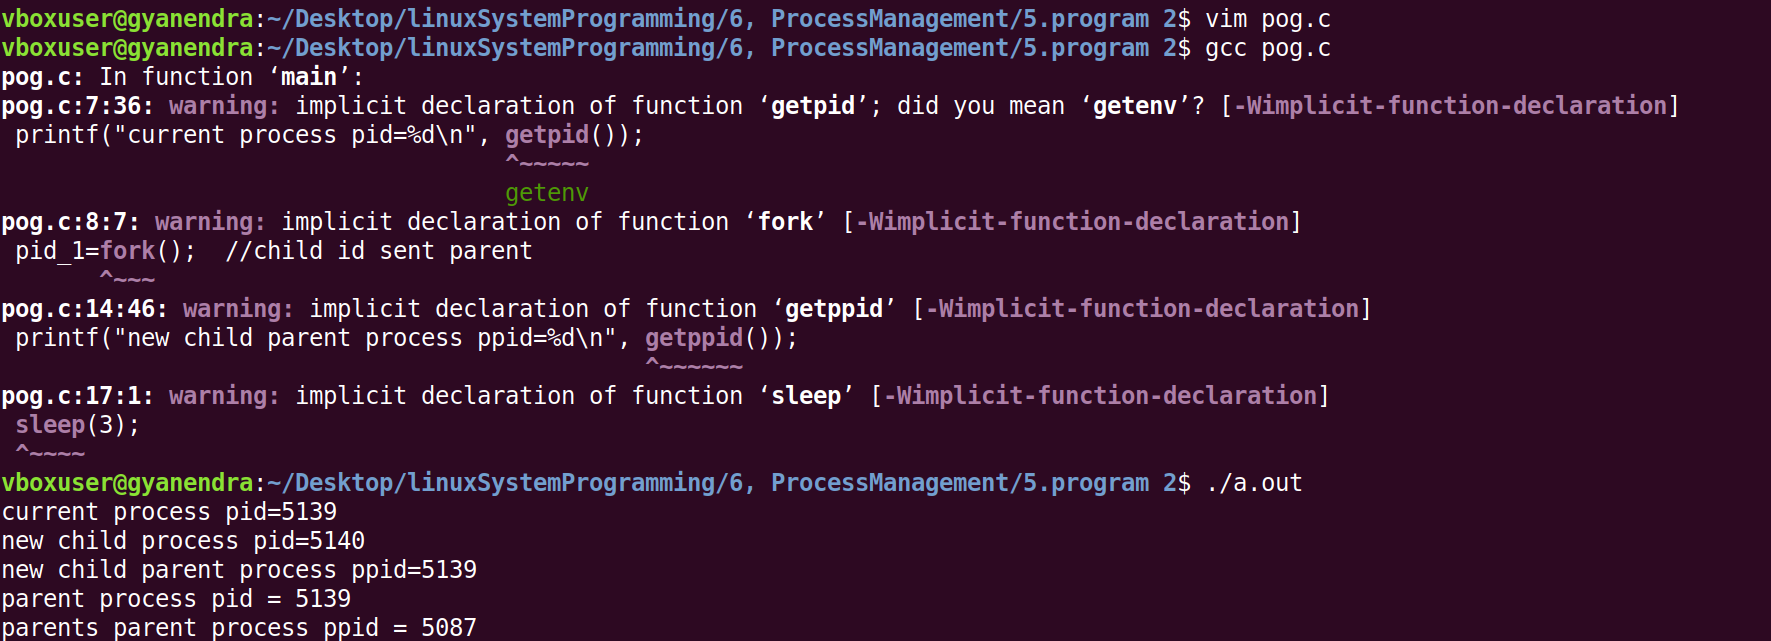 vboxuser@gyanendra:~/Desktop/linuxSystemProgramming/6, ProcessManagement/5.program 2$ vim pog.c
vboxuser@gyanendra:~/Desktop/linuxSystemProgramming/6, ProcessManagement/5.program 2$ gcc pog.c
pog.c: In function ‘main’:
pog.c:7:36: warning: implicit declaration of function ‘getpid’; did you mean ‘getenv’? [-Wimplicit-function-declaration]
 printf("current process pid=%d\n", getpid());
                                    ^~~~~~
                                    getenv
pog.c:8:7: warning: implicit declaration of function ‘fork’ [-Wimplicit-function-declaration]
 pid_1=fork();  //child id sent parent
       ^~~~
pog.c:14:46: warning: implicit declaration of function ‘getppid’ [-Wimplicit-function-declaration]
 printf("new child parent process ppid=%d\n", getppid());
                                              ^~~~~~~
pog.c:17:1: warning: implicit declaration of function ‘sleep’ [-Wimplicit-function-declaration]
 sleep(3);
 ^~~~~
vboxuser@gyanendra:~/Desktop/linuxSystemProgramming/6, ProcessManagement/5.program 2$ ./a.out
current process pid=5139
new child process pid=5140
new child parent process ppid=5139
parent process pid = 5139
parents parent process ppid = 5087